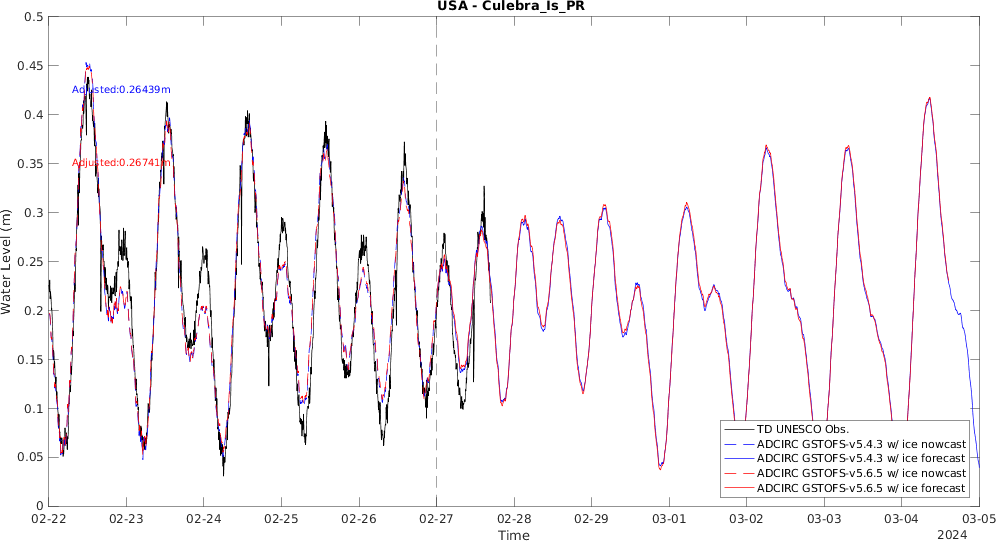 USA - Culebra_Is_PR
0.5
0.45
0.4
0.35
0.3
0.25
0.2
0.15
0.1
0.05
0
Water Level (m)
Adjusted:0.26439m
Adjusted:0.26741m
TD UNESCO Obs.
ADCIRC GSTOFS-v5.4.3 w/ ice nowcast
ADCIRC GSTOFS-v5.4.3 w/ ice forecast
ADCIRC GSTOFS-v5.6.5 w/ ice nowcast
ADCIRC GSTOFS-v5.6.5 w/ ice forecast
02-22 02-23 02-24 02-25 02-26 02-27 02-28 02-29 03-01 03-02 03-03 03-04 03-05
Time
2024